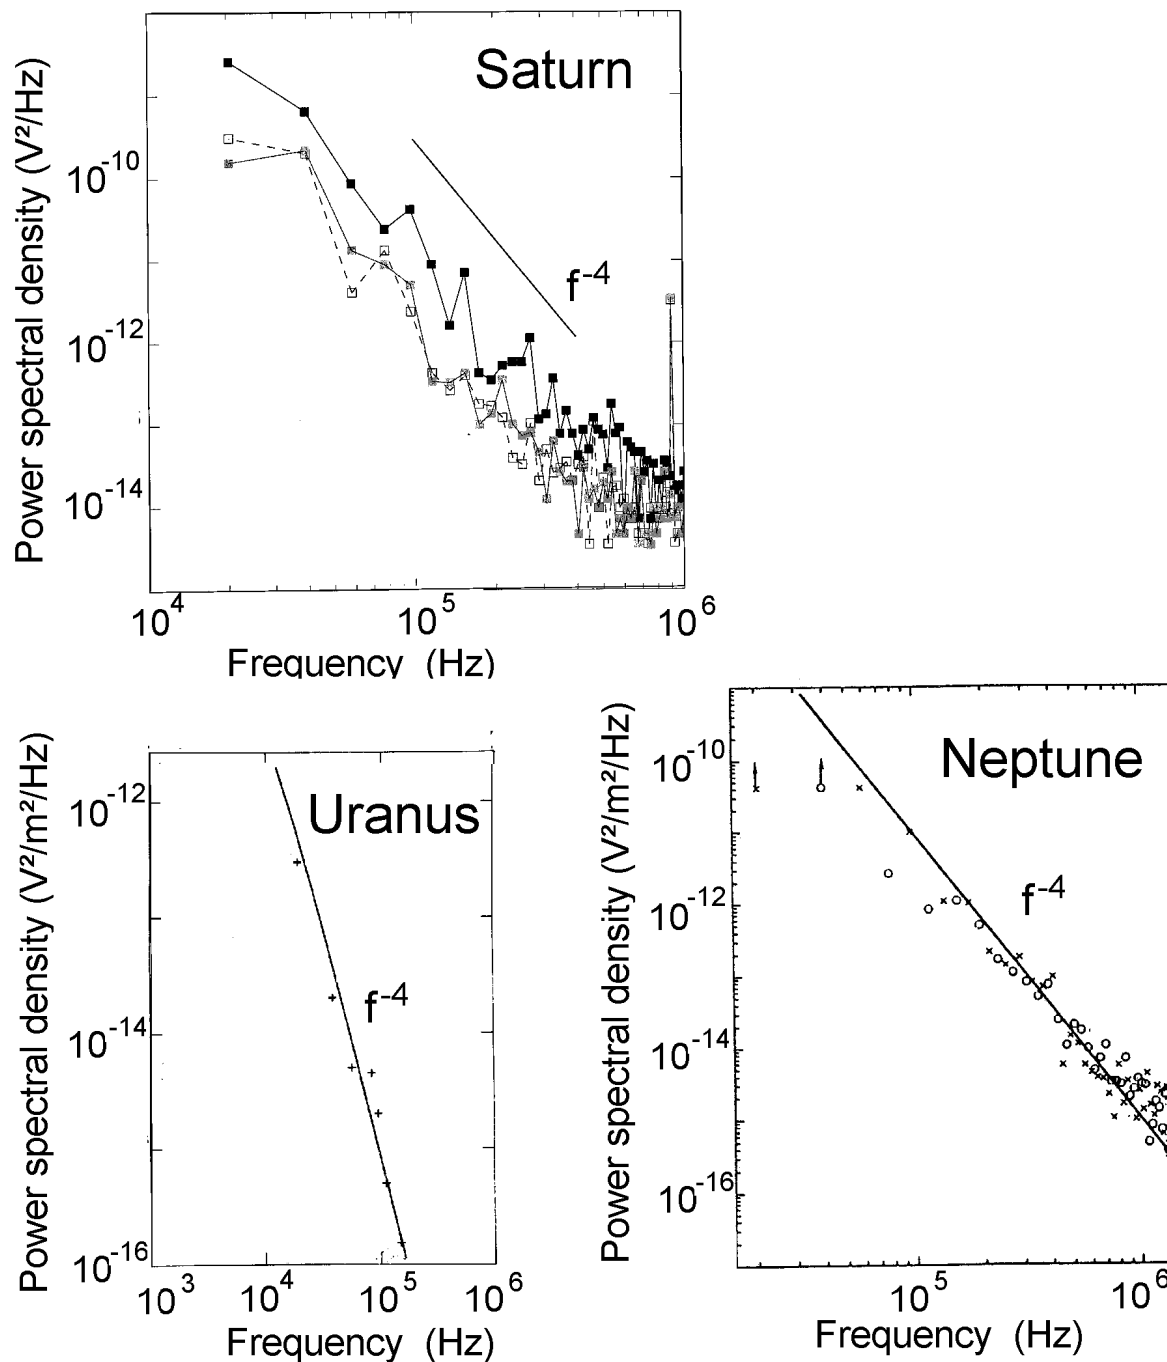 Saturn
Power spectral density (V²/Hz)
10⁻¹⁰
10⁻¹²
10⁻¹⁴
f⁻⁴
10⁴ 10⁵ 10⁶
Frequency (Hz)
Uranus
Power spectral density (V²/m²/Hz)
10⁻¹²
10⁻¹⁴
10⁻¹⁶
f⁻⁴
10³ 10⁴ 10⁵ 10⁶
Frequency (Hz)
Neptune
Power spectral density (V²/m²/Hz)
10⁻¹⁰
10⁻¹²
10⁻¹⁴
10⁻¹⁶
f⁻⁴
10⁵ 10⁶
Frequency (Hz)